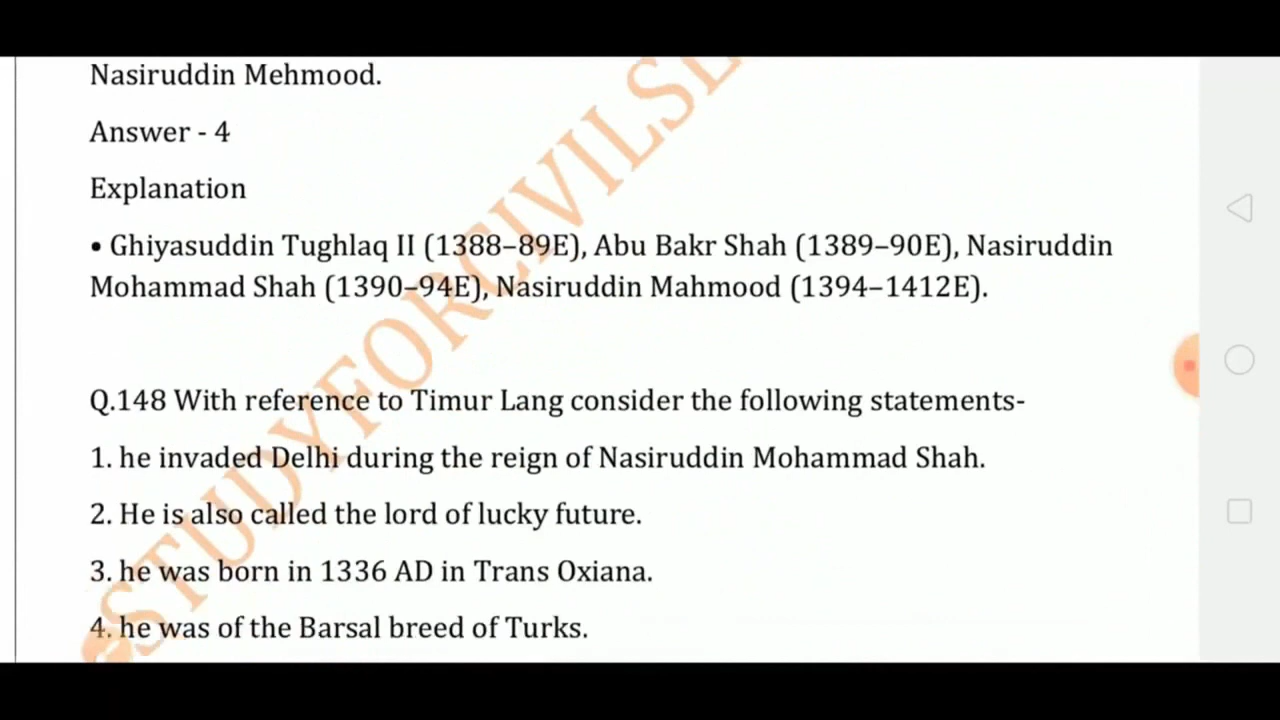 Nasiruddin Mehmood.
Answer - 4
Explanation
• Ghiyasuddin Tughlaq II (1388–89E), Abu Bakr Shah (1389–90E), Nasiruddin
Mohammad Shah (1390–94E), Nasiruddin Mahmood (1394–1412E).
Q.148 With reference to Timur Lang consider the following statements-
1. he invaded Delhi during the reign of Nasiruddin Mohammad Shah.
2. He is also called the lord of lucky future.
3. he was born in 1336 AD in Trans Oxiana.
4. he was of the Barsal breed of Turks.
STUDYFORCIVILSE